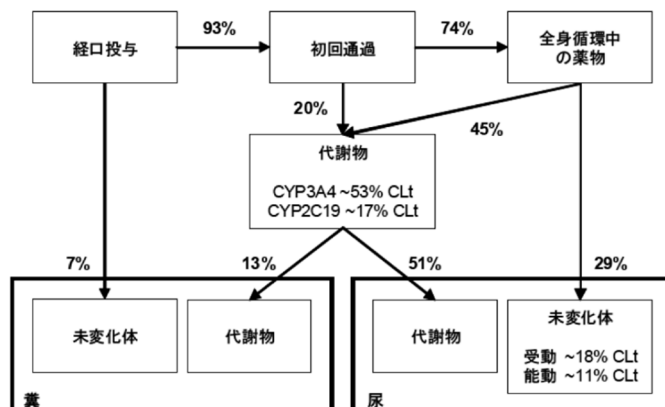 経口投与
93%
初回通過
74%
全身循環中
の薬物
20%
45%
代謝物
CYP3A4 ~53% CLt
CYP2C19 ~17% CLt
7%
13%
51%
29%
未変化体
代謝物
代謝物
未変化体
受動 ~18% CLt
能動 ~11% CLt
糞
尿